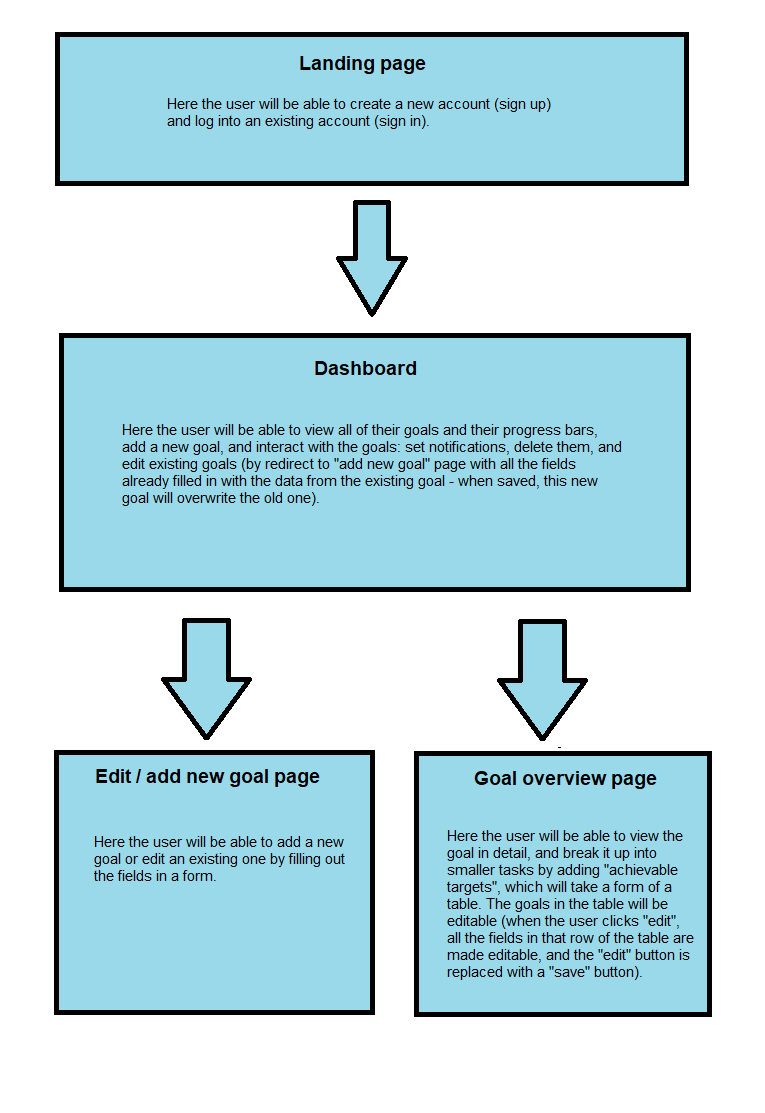 Landing page
Here the user will be able to create a new account (sign up)
and log into an existing account (sign in).
Dashboard
Here the user will be able to view all of their goals and their progress bars,
add a new goal, and interact with the goals: set notifications, delete them, and
edit existing goals (by redirect to "add new goal" page with all the fields
already filled in with the data from the existing goal - when saved, this new
goal will overwrite the old one).
Edit / add new goal page
Here the user will be able to add a new
goal or edit an existing one by filling out
the fields in a form.
Goal overview page
Here the user will be able to view the
goal in detail, and break it up into
smaller tasks by adding "achievable
targets", which will take a form of a
table. The goals in the table will be
editable (when the user clicks "edit",
all the fields in that row of the table are
made editable, and the "edit" button is
replaced with a "save" button).